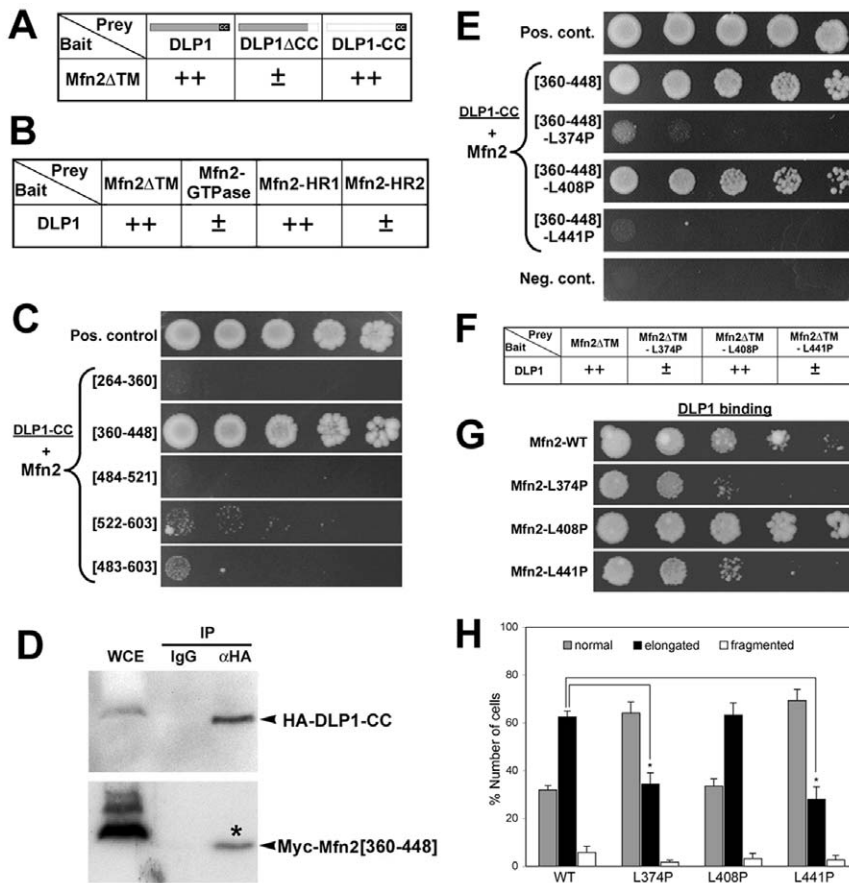 A
Prey
Bait
CC
DLP1
DLP1ΔCC
CC
DLP1-CC
Mfn2ΔTM
++
±
++
B
Prey
Bait
Mfn2ΔTM
Mfn2-
GTPase
Mfn2-HR1
Mfn2-HR2
DLP1
++
±
++
±
C
Pos. control
DLP1-CC
+
Mfn2
[264-360]
[360-448]
[484-521]
[522-603]
[483-603]
D
IP
WCE
IgG
αHA
HA-DLP1-CC
*
Myc-Mfn2[360-448]
E
Pos. cont.
DLP1-CC
+
Mfn2
[360-448]
[360-448]
-L374P
[360-448]
-L408P
[360-448]
-L441P
Neg. cont.
F
Prey
Bait
Mfn2ΔTM
Mfn2ΔTM
- L374P
Mfn2ΔTM
- L408P
Mfn2ΔTM
- L441P
DLP1
++
±
++
±
G
DLP1 binding
Mfn2-WT
Mfn2-L374P
Mfn2-L408P
Mfn2-L441P
H
% Number of cells
100
80
60
40
20
0
normal
elongated
fragmented
*
*
WT
L374P
L408P
L441P